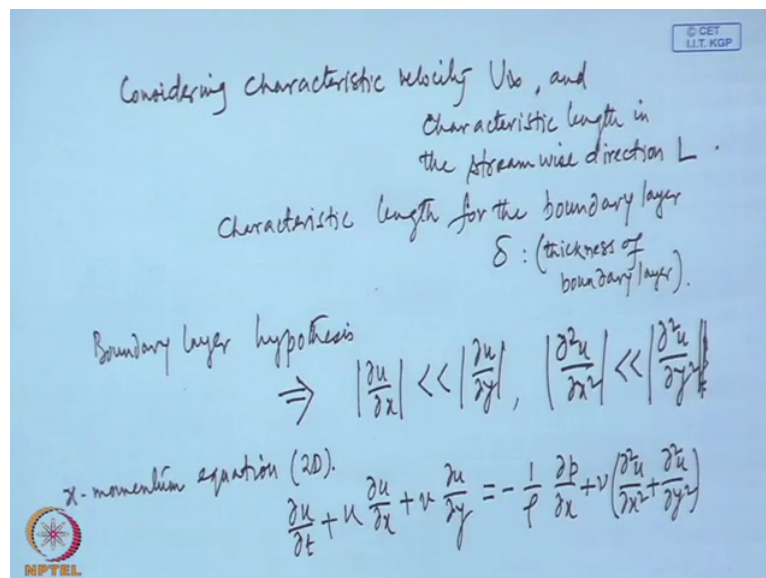 © CET
I.I.T. KGP
Considering characteristic velocity U∞, and
characteristic length in
the streamwise direction L.
Characteristic length for the boundary layer
δ : (thickness of
boundary layer).
Boundary layer hypothesis
⇒ |∂u/∂x| << |∂u/∂y|, |∂²u/∂x²| << |∂²u/∂y²|
x-momentum equation (2D).
∂u/∂t + u ∂u/∂x + v ∂u/∂y = - 1/ρ ∂p/∂x + ν(∂²u/∂x² + ∂²u/∂y²)
NPTEL